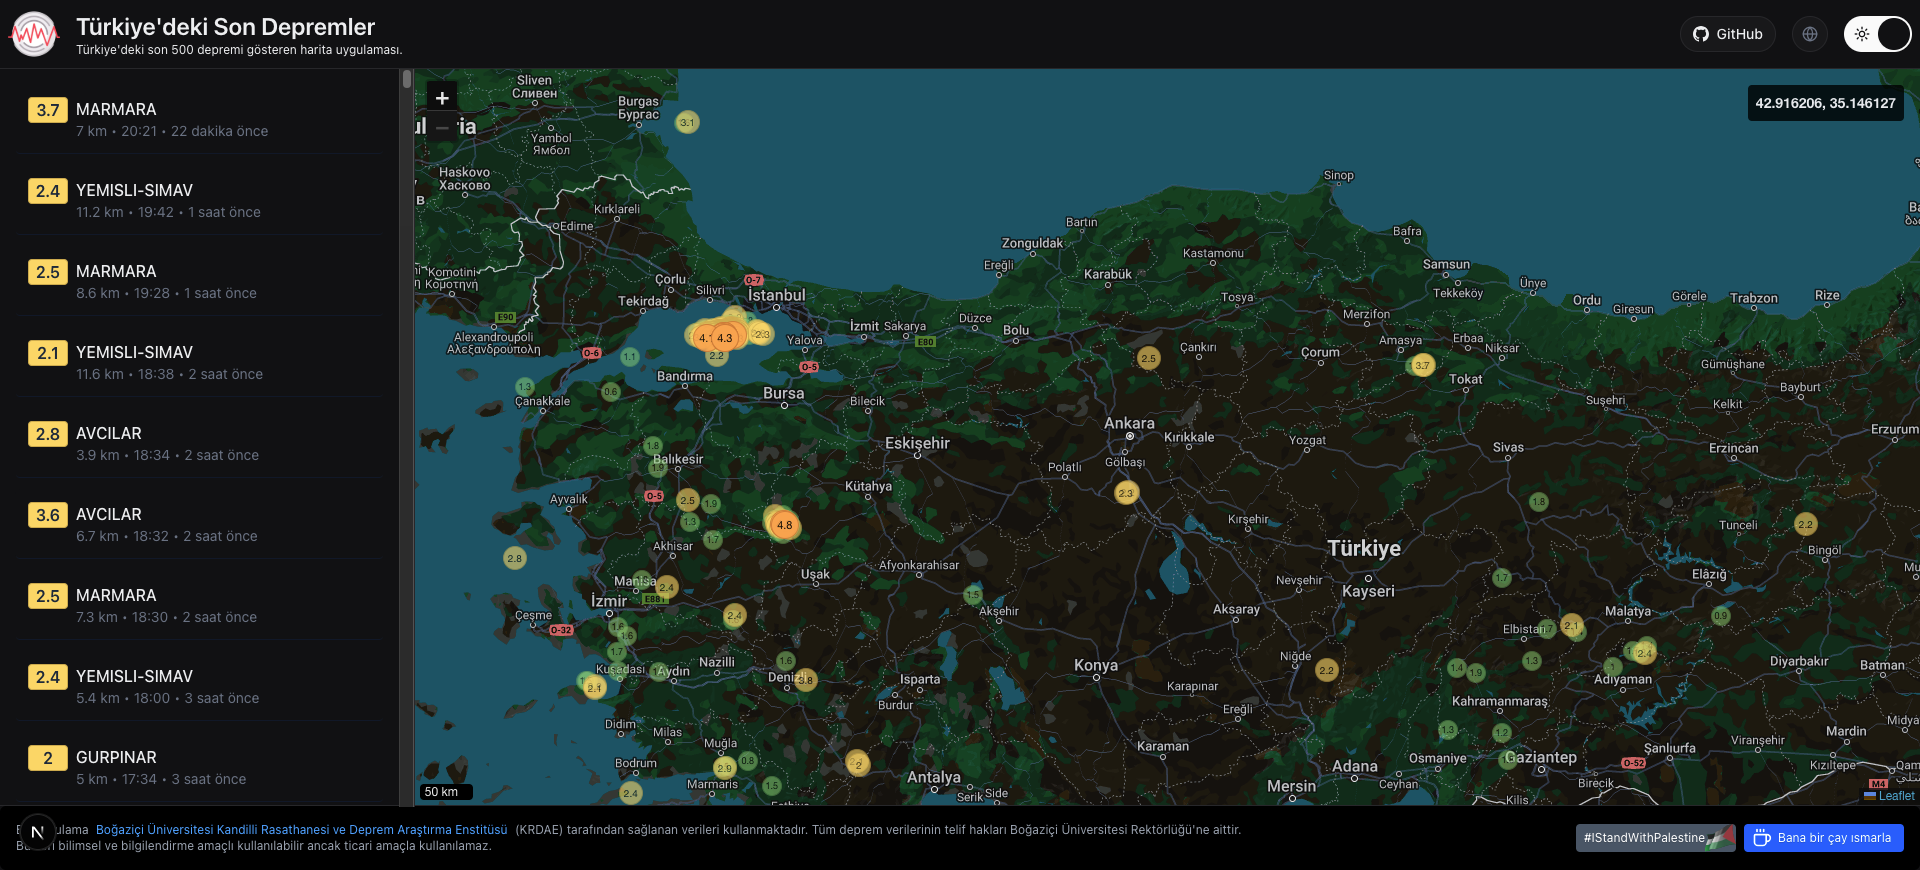 Türkiye'deki Son Depremler
Türkiye'deki son 500 depremi gösteren harita uygulaması.
GitHub
3.7 MARMARA
7 km • 20:21 • 22 dakika önce
2.4 YEMISLI-SIMAV
11.2 km • 19:42 • 1 saat önce
2.5 MARMARA
8.6 km • 19:28 • 1 saat önce
2.1 YEMISLI-SIMAV
11.6 km • 18:38 • 2 saat önce
2.8 AVCILAR
3.9 km • 18:34 • 2 saat önce
3.6 AVCILAR
6.7 km • 18:32 • 2 saat önce
2.5 MARMARA
7.3 km • 18:30 • 2 saat önce
2.4 YEMISLI-SIMAV
5.4 km • 18:00 • 3 saat önce
2 GURPINAR
5 km • 17:34 • 3 saat önce
+
−
42.916206, 35.146127
Sliven
Сливен
Burgas
Бургас
3.1
Yambol
Ямбол
Haskovo
Хасково
Kırklareli
Edirne
Komotini
Κομοτηνή
Sinop
Bartın
Zonguldak
Ereğli
Karabük
Kastamonu
Bafra
Samsun
Tekkeköy
Ünye
Ordu
Giresun
Görele
Trabzon
Rize
Çorlu
Silivri
O-7
İstanbul
Tekirdağ
E90
Alexandroupoli
Αλεξανδρούπολη
O-6
1.1
4.3
2.3
2.2
İzmit
Sakarya
Düzce
Bolu
E80
Yalova
O-5
Tosya
Merzifon
Amasya
Erbaa
Niksar
Çankırı
2.5
Çorum
3.7
Tokat
Gümüşhane
Bayburt
Suşehri
Kelkit
Bandırma
1.3
0.6
Çanakkale
Bursa
Bilecik
Eskişehir
Ankara
Kırıkkale
Gölbaşı
Yozgat
Sivas
Erzincan
Erzurum
1.8
1.9
Balıkesir
Kütahya
Polatlı
2.3
Ayvalık
O-5
2.5
1.9
1.3
1.7
4.8
Akhisar
Kırşehir
1.8
Tunceli
2.2
Bingöl
2.8
Afyonkarahisar
Uşak
Türkiye
Nevşehir
Kayseri
1.7
Elâzığ
Manisa
2.4
İzmir
E881
Çeşme
O-32
1.6
1.6
1.7
2.4
1.5
Akşehir
Aksaray
Malatya
0.9
Elbistan
2.1
2.4
Kuşadası
Aydın
Nazilli
1.6
3.8
2.1
Isparta
Burdur
Konya
Karapınar
Niğde
2.2
1.4
1.9
1.3
Adıyaman
Diyarbakır
Batman
Ereğli
Kahramanmaraş
Didim
Milas
Muğla
2.9
0.8
Bodrum
2.4
Marmaris
1.5
2
Antalya
Serik
Side
Karaman
Mersin
Adana
Ceyhan
1.3
1.2
Osmaniye
Gaziantep
Kilis
Birecik
O-52
Şanlıurfa
Viranşehir
Mardin
Kızıltepe
M4
50 km
Leaflet
Boğaziçi Üniversitesi Kandilli Rasathanesi ve Deprem Araştırma Enstitüsü (KRDAE) tarafından sağlanan verileri kullanmaktadır. Tüm deprem verilerinin telif hakları Boğaziçi Üniversitesi Rektörlüğü'ne aittir.
N
bilimsel ve bilgilendirme amaçlı kullanılabilir ancak ticari amaçla kullanılamaz.
#IStandWithPalestine
Bana bir çay ısmarla